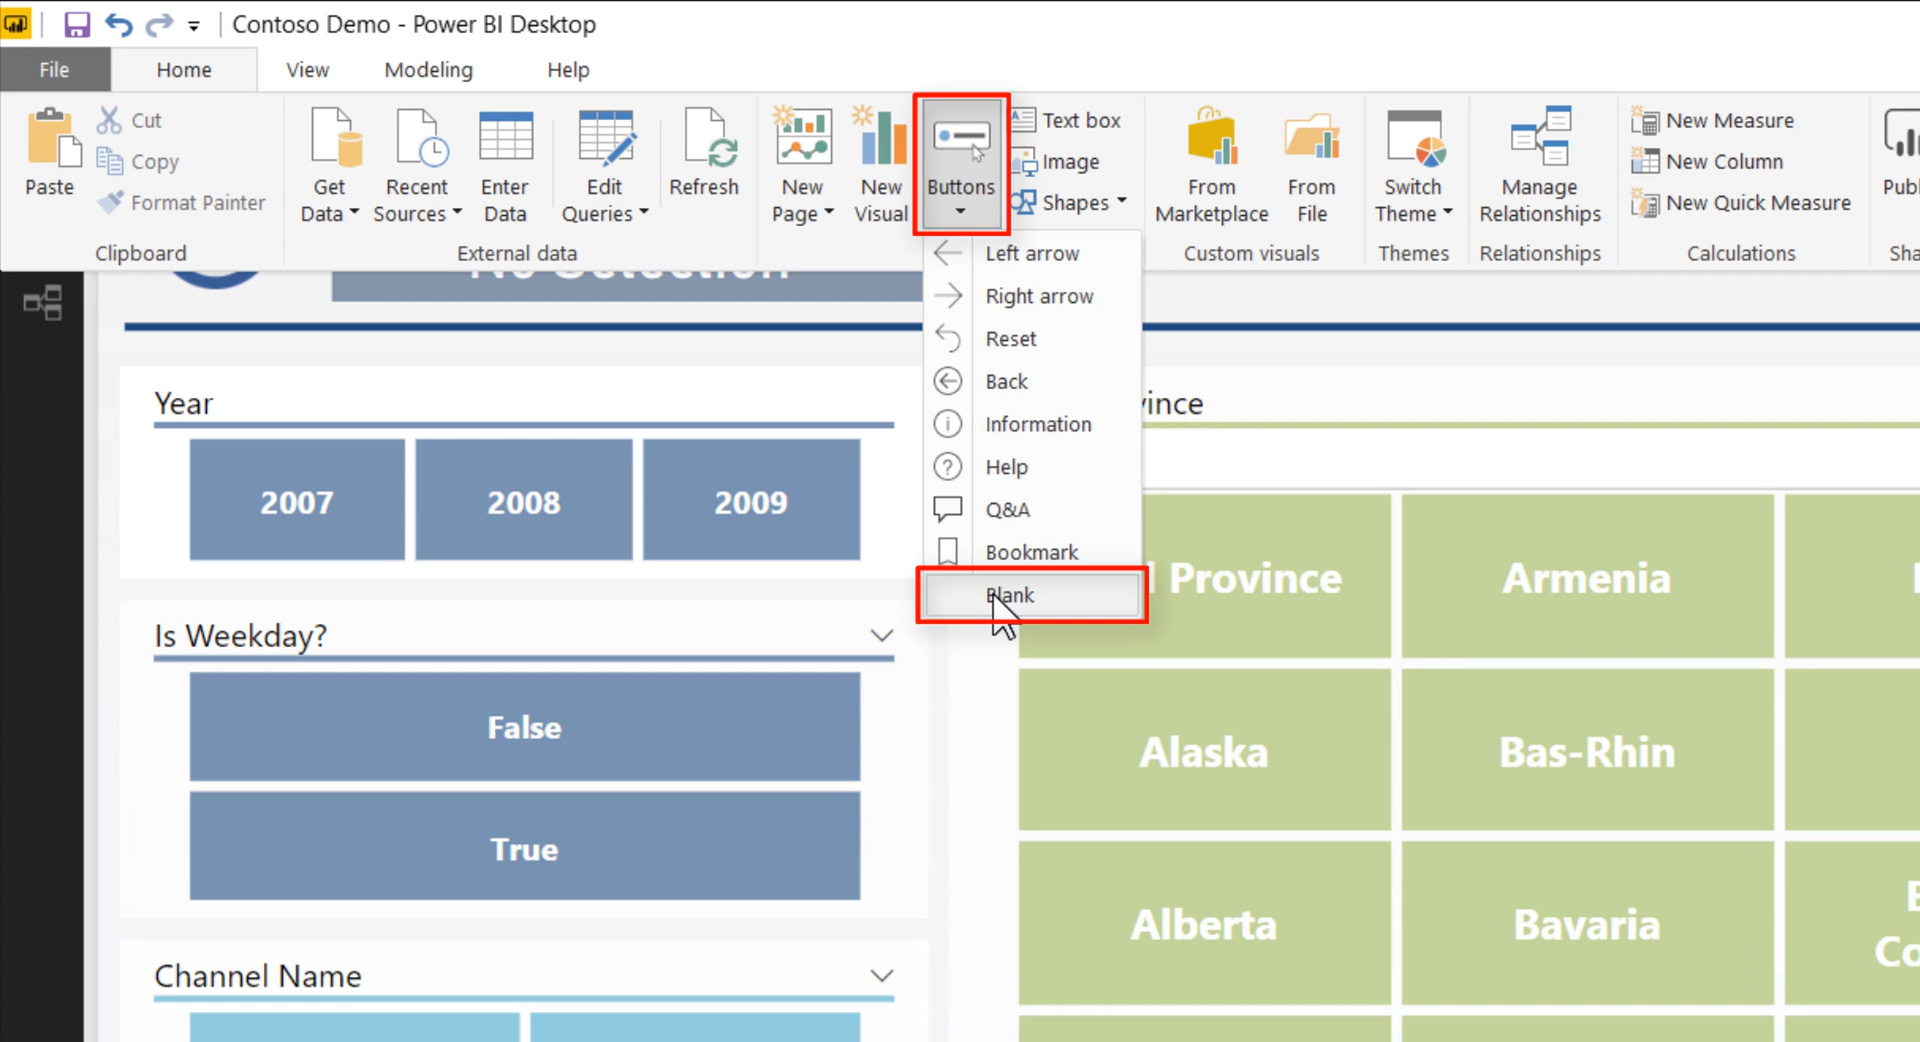 Contoso Demo - Power BI Desktop
File Home View Modeling Help
Paste
Cut
Copy
Format Painter
Clipboard
Get Data
Recent Sources
Enter Data
Edit Queries
Refresh
External data
New Page
New Visual
Buttons
Text box
Image
Shapes
From Marketplace
From File
Custom visuals
Switch Theme
Themes
Manage Relationships
Relationships
New Measure
New Column
New Quick Measure
Calculations
Left arrow
Right arrow
Reset
Back
Information
Help
Q&A
Bookmark
Blank
No Selection
Year
2007 2008 2009
Is Weekday?
False
True
Channel Name
Province Armenia
Alaska Bas-Rhin
Alberta Bavaria